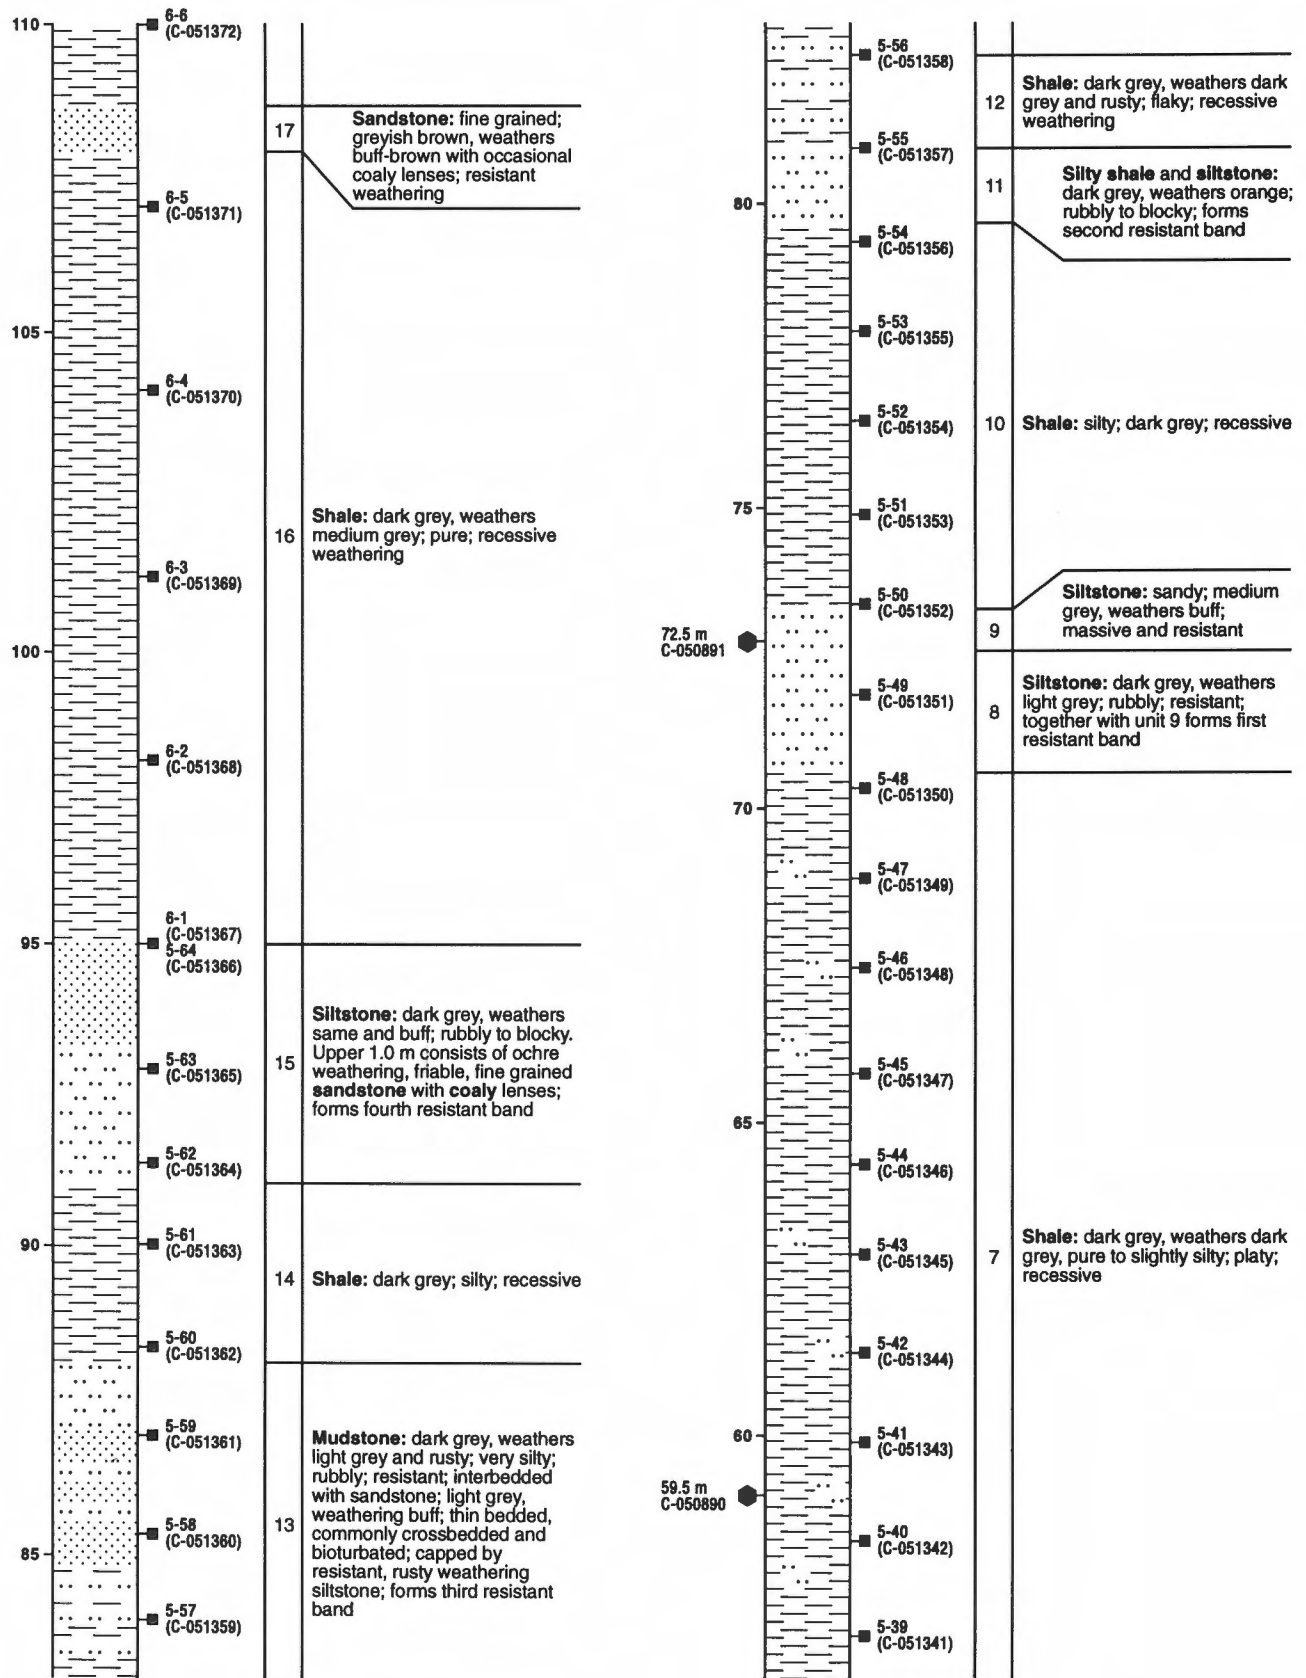 110
6-6
(C-051372)
17
Sandstone: fine grained;
greyish brown, weathers
buff-brown with occasional
coaly lenses; resistant
weathering
6-5
(C-051371)
105
6-4
(C-051370)
16
Shale: dark grey, weathers
medium grey; pure; recessive
weathering
6-3
(C-051369)
100
6-2
(C-051368)
6-1
(C-051367)
95
5-64
(C-051366)
15
Siltstone: dark grey, weathers
same and buff; rubbly to blocky.
Upper 1.0 m consists of ochre
weathering, friable, fine grained
sandstone with coaly lenses;
forms fourth resistant band
5-63
(C-051365)
5-62
(C-051364)
5-61
(C-051363)
90
14
Shale: dark grey; silty; recessive
5-60
(C-051362)
5-59
(C-051361)
13
Mudstone: dark grey, weathers
light grey and rusty; very silty;
rubbly; resistant; interbedded
with sandstone; light grey,
weathering buff; thin bedded,
commonly crossbedded and
bioturbated; capped by
resistant, rusty weathering
siltstone; forms third resistant
band
5-58
(C-051360)
85
5-57
(C-051359)
5-56
(C-051358)
12
Shale: dark grey, weathers dark
grey and rusty; flaky; recessive
weathering
5-55
(C-051357)
11
Silty shale and siltstone:
dark grey, weathers orange;
rubbly to blocky; forms
second resistant band
80
5-54
(C-051356)
5-53
(C-051355)
5-52
(C-051354)
10
Shale: silty; dark grey; recessive
75
5-51
(C-051353)
5-50
(C-051352)
9
Siltstone: sandy; medium
grey, weathers buff;
massive and resistant
72.5 m
C-050891
5-49
(C-051351)
8
Siltstone: dark grey, weathers
light grey; rubbly; resistant;
together with unit 9 forms first
resistant band
5-48
(C-051350)
70
5-47
(C-051349)
5-46
(C-051348)
5-45
(C-051347)
65
5-44
(C-051346)
5-43
(C-051345)
7
Shale: dark grey, weathers dark
grey, pure to slightly silty; platy;
recessive
5-42
(C-051344)
60
5-41
(C-051343)
59.5 m
C-050890
5-40
(C-051342)
5-39
(C-051341)